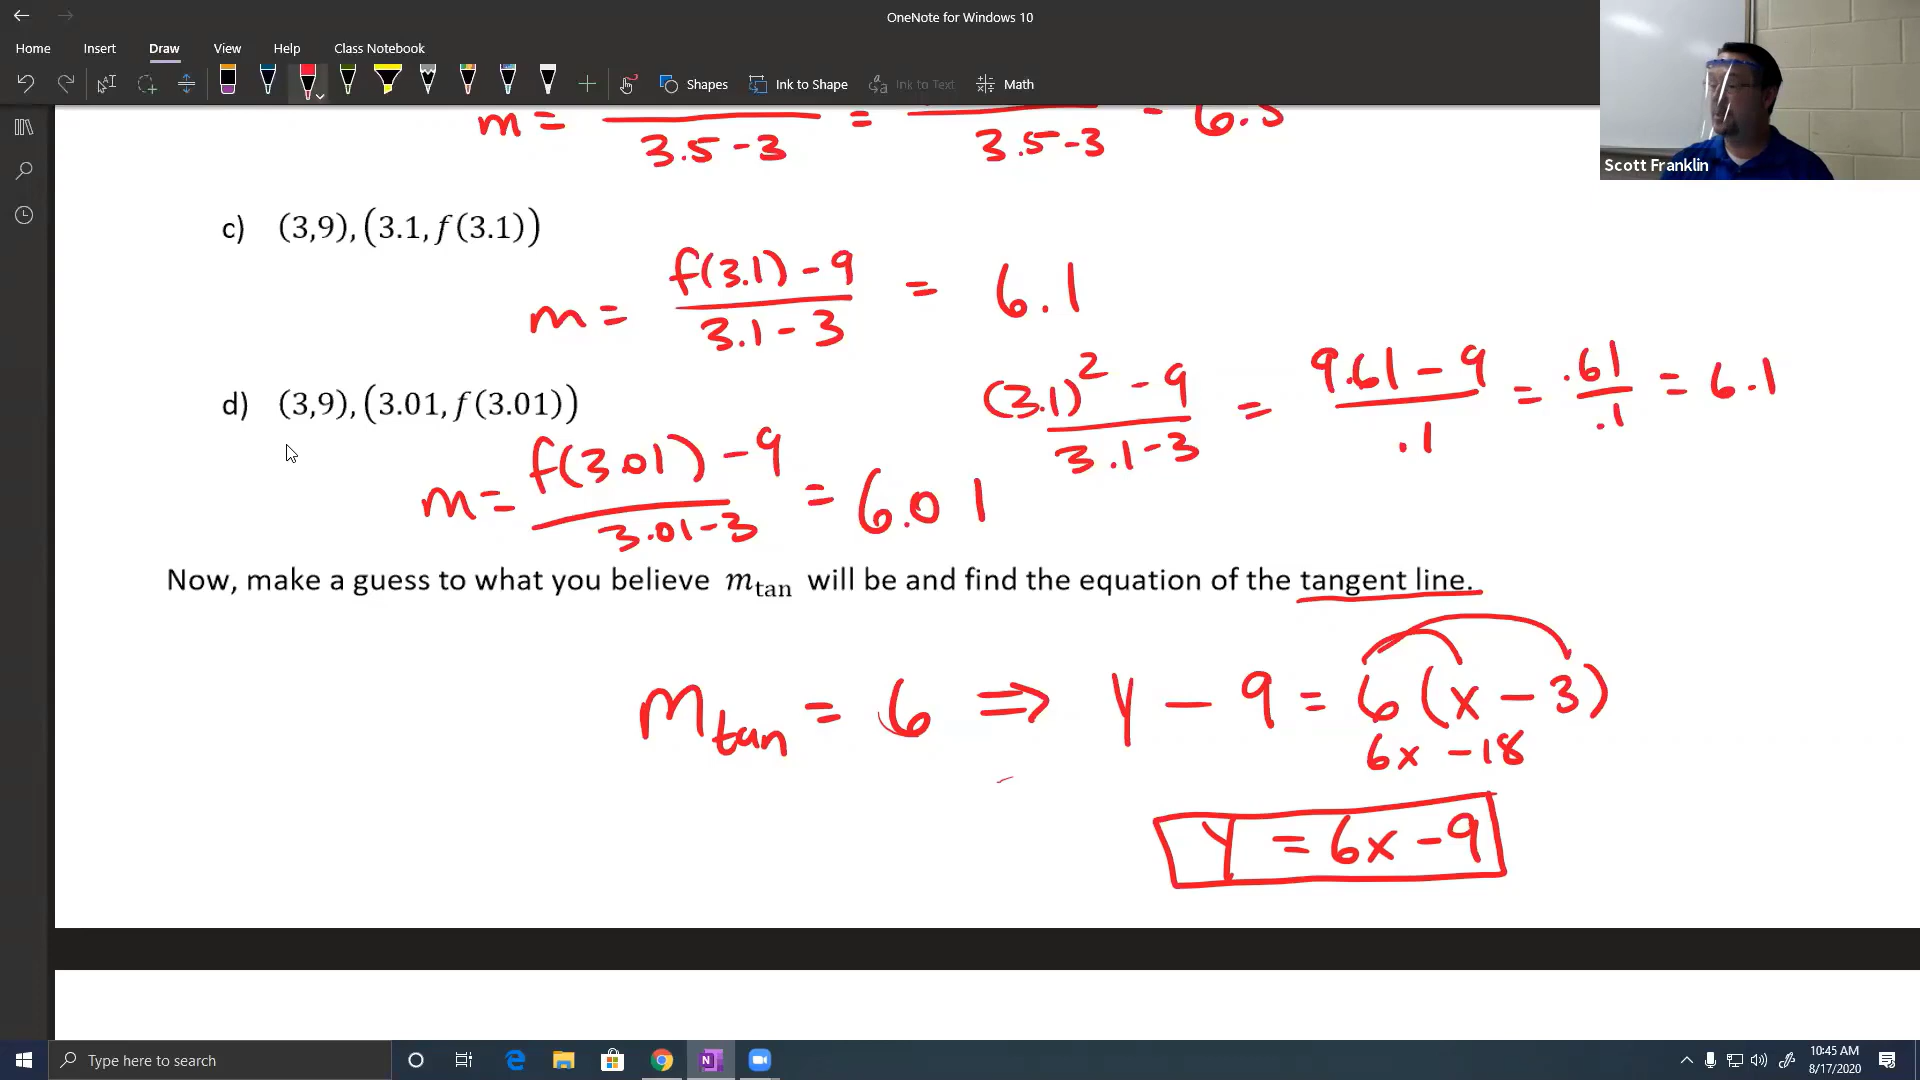 OneNote for Windows 10
Home Insert Draw View Help Class Notebook
Shapes Ink to Shape Ink to Text Math
Scott Franklin
m = 3.5-3 = 3.5-3 = 6.5
c) (3,9), (3.1, f(3.1))
m = f(3.1) - 9 / 3.1 - 3 = 6.1
(3.1)² - 9 / 3.1 - 3 = 9.61 - 9 / .1 = .61 / .1 = 6.1
d) (3,9), (3.01, f(3.01))
m = f(3.01) - 9 / 3.01 - 3 = 6.01
Now, make a guess to what you believe m_tan will be and find the equation of the tangent line.
m_tan = 6 ⇒ y - 9 = 6(x - 3)
6x - 18
y = 6x - 9
Type here to search
10:45 AM
8/17/2020